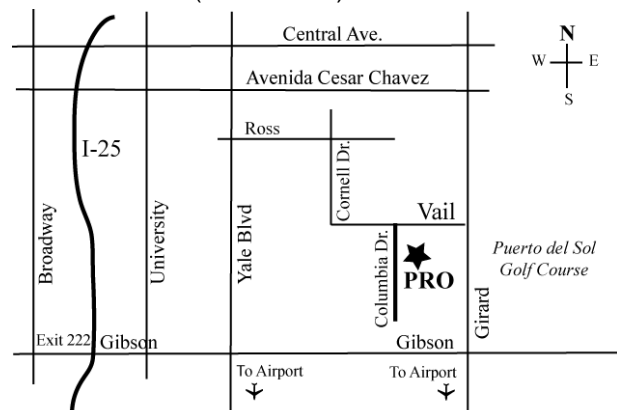 Central Ave.
N
W
E
S
Avenida Cesar Chavez
Ross
I-25
Cornell Dr.
Vail
Broadway
University
Yale Blvd
Columbia Dr.
PRO
Puerto del Sol
Golf Course
Girard
Exit 222
Gibson
Gibson
To Airport
To Airport